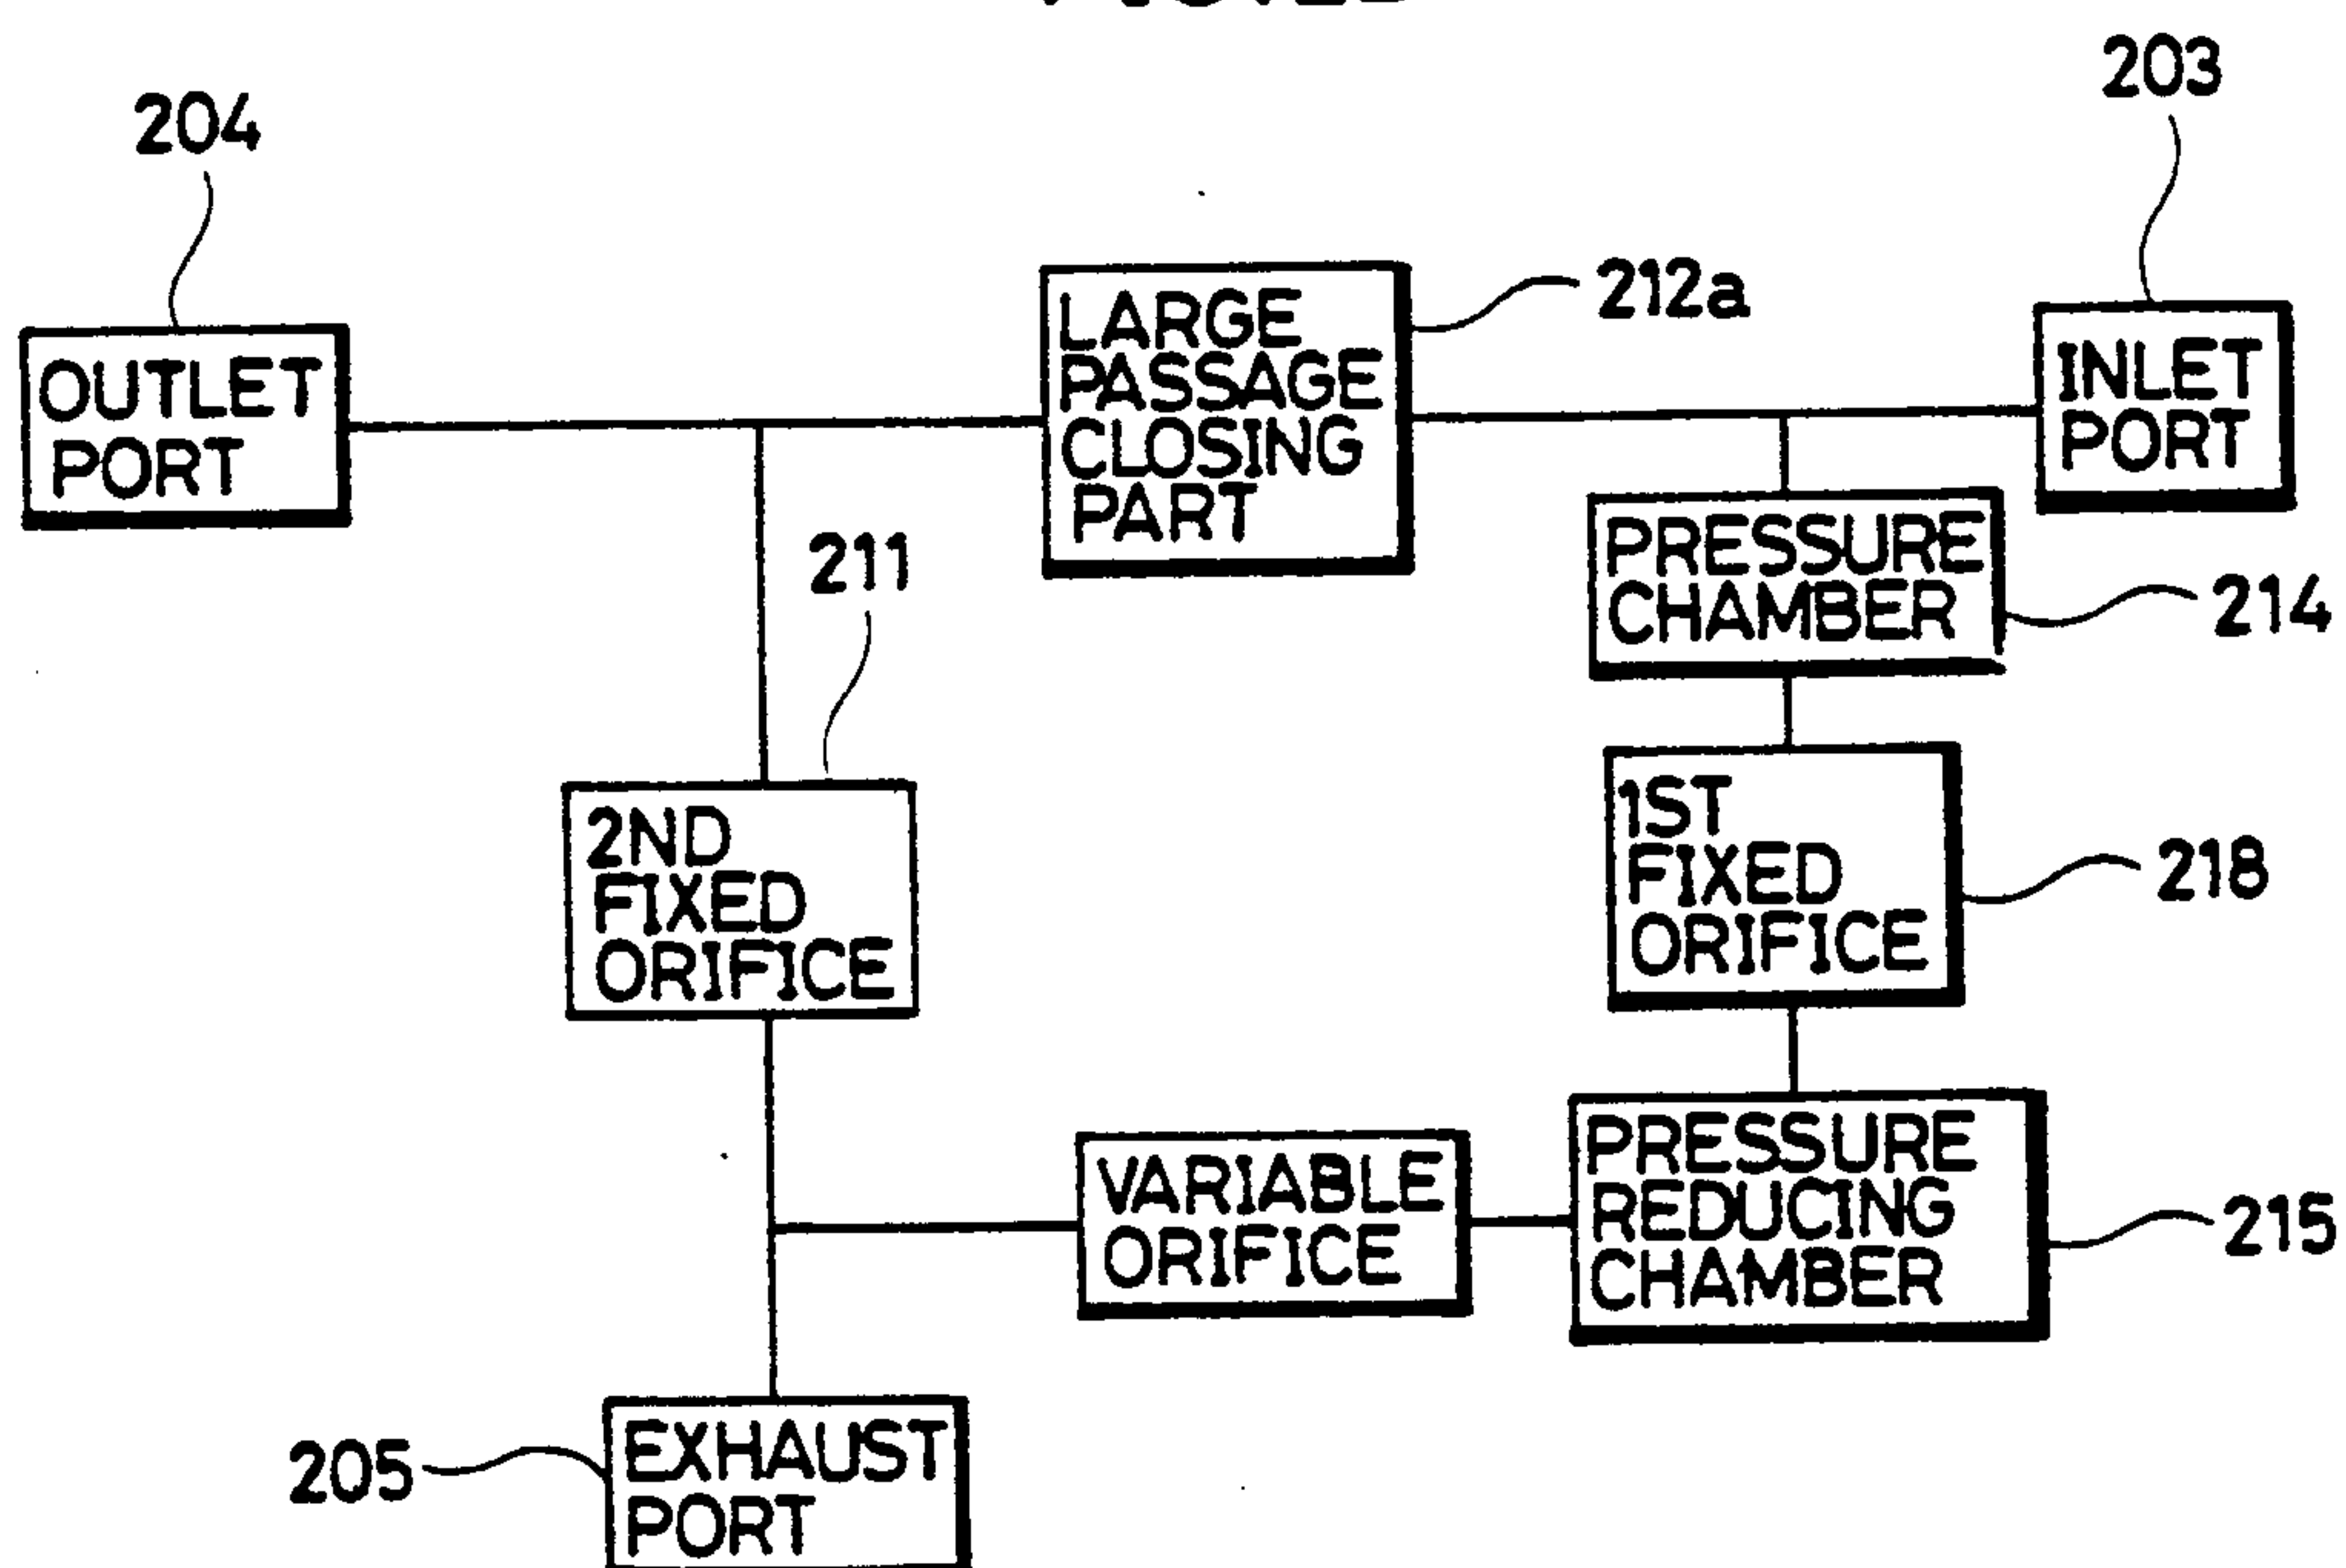 203
204
212a
LARGE
PASSAGE
CLOSING
PART
OUTLET
PORT
INLET
PORT
211
PRESSURE
CHAMBER
214
2ND
FIXED
ORIFICE
1ST
FIXED
ORIFICE
218
VARIABLE
ORIFICE
PRESSURE
REDUCING
CHAMBER
215
205
EXHAUST
PORT